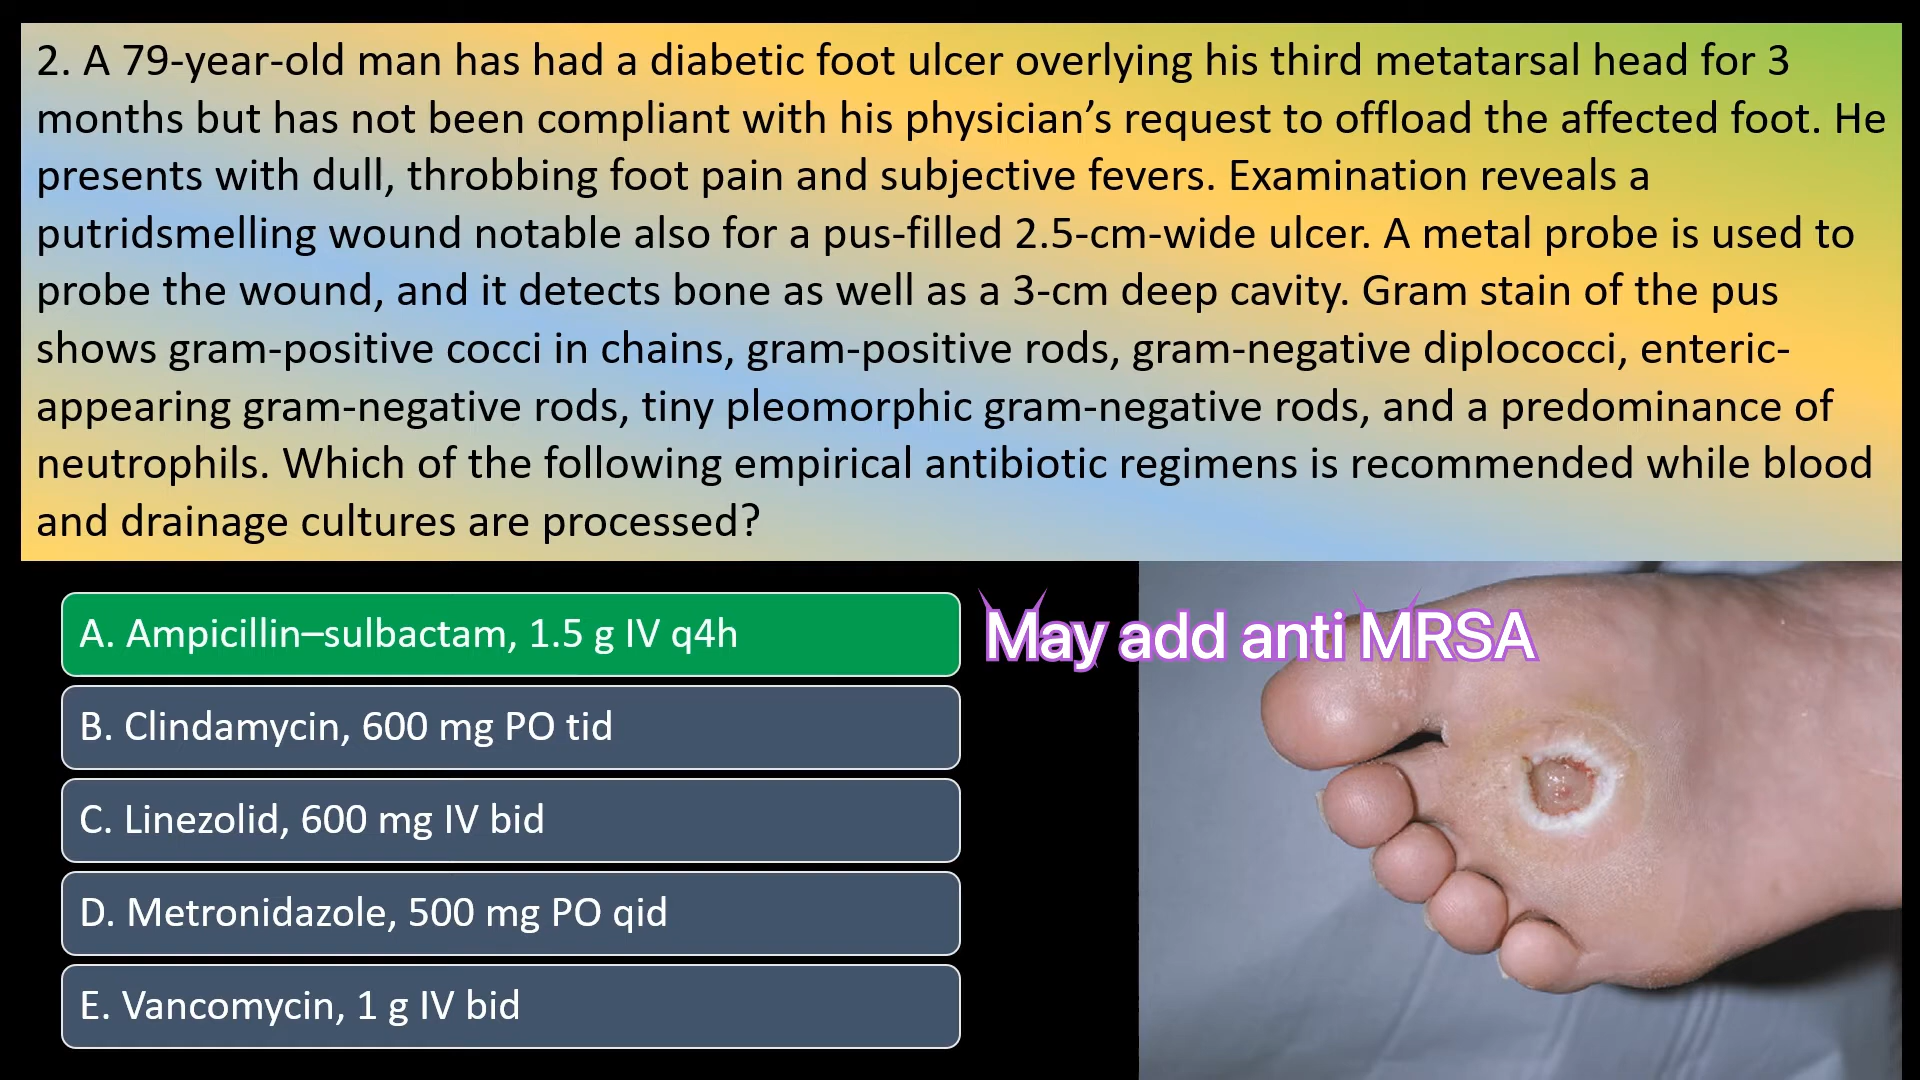 2. A 79-year-old man has had a diabetic foot ulcer overlying his third metatarsal head for 3
months but has not been compliant with his physician’s request to offload the affected foot. He
presents with dull, throbbing foot pain and subjective fevers. Examination reveals a
putridsmelling wound notable also for a pus-filled 2.5-cm-wide ulcer. A metal probe is used to
probe the wound, and it detects bone as well as a 3-cm deep cavity. Gram stain of the pus
shows gram-positive cocci in chains, gram-positive rods, gram-negative diplococci, enteric-
appearing gram-negative rods, tiny pleomorphic gram-negative rods, and a predominance of
neutrophils. Which of the following empirical antibiotic regimens is recommended while blood
and drainage cultures are processed?
A. Ampicillin–sulbactam, 1.5 g IV q4h
May add anti MRSA
B. Clindamycin, 600 mg PO tid
C. Linezolid, 600 mg IV bid
D. Metronidazole, 500 mg PO qid
E. Vancomycin, 1 g IV bid